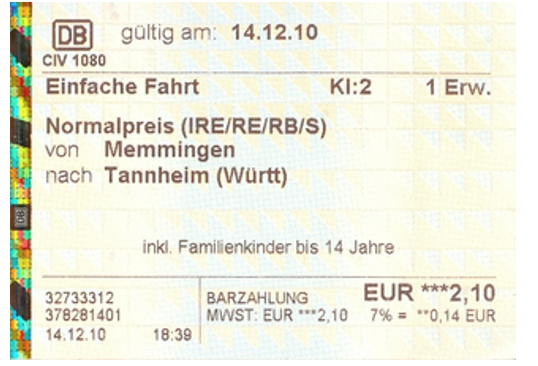 DB gültig am: 14.12.10
CIV 1080
Einfache Fahrt Kl:2 1 Erw.
Normalpreis (IRE/RE/RB/S)
von Memmingen
nach Tannheim (Württ)
DB
inkl. Familienkinder bis 14 Jahre
32733312 BARZAHLUNG EUR ***2,10
378281401 MWST: EUR ***2,10 7% = **0,14 EUR
14.12.10 18:39